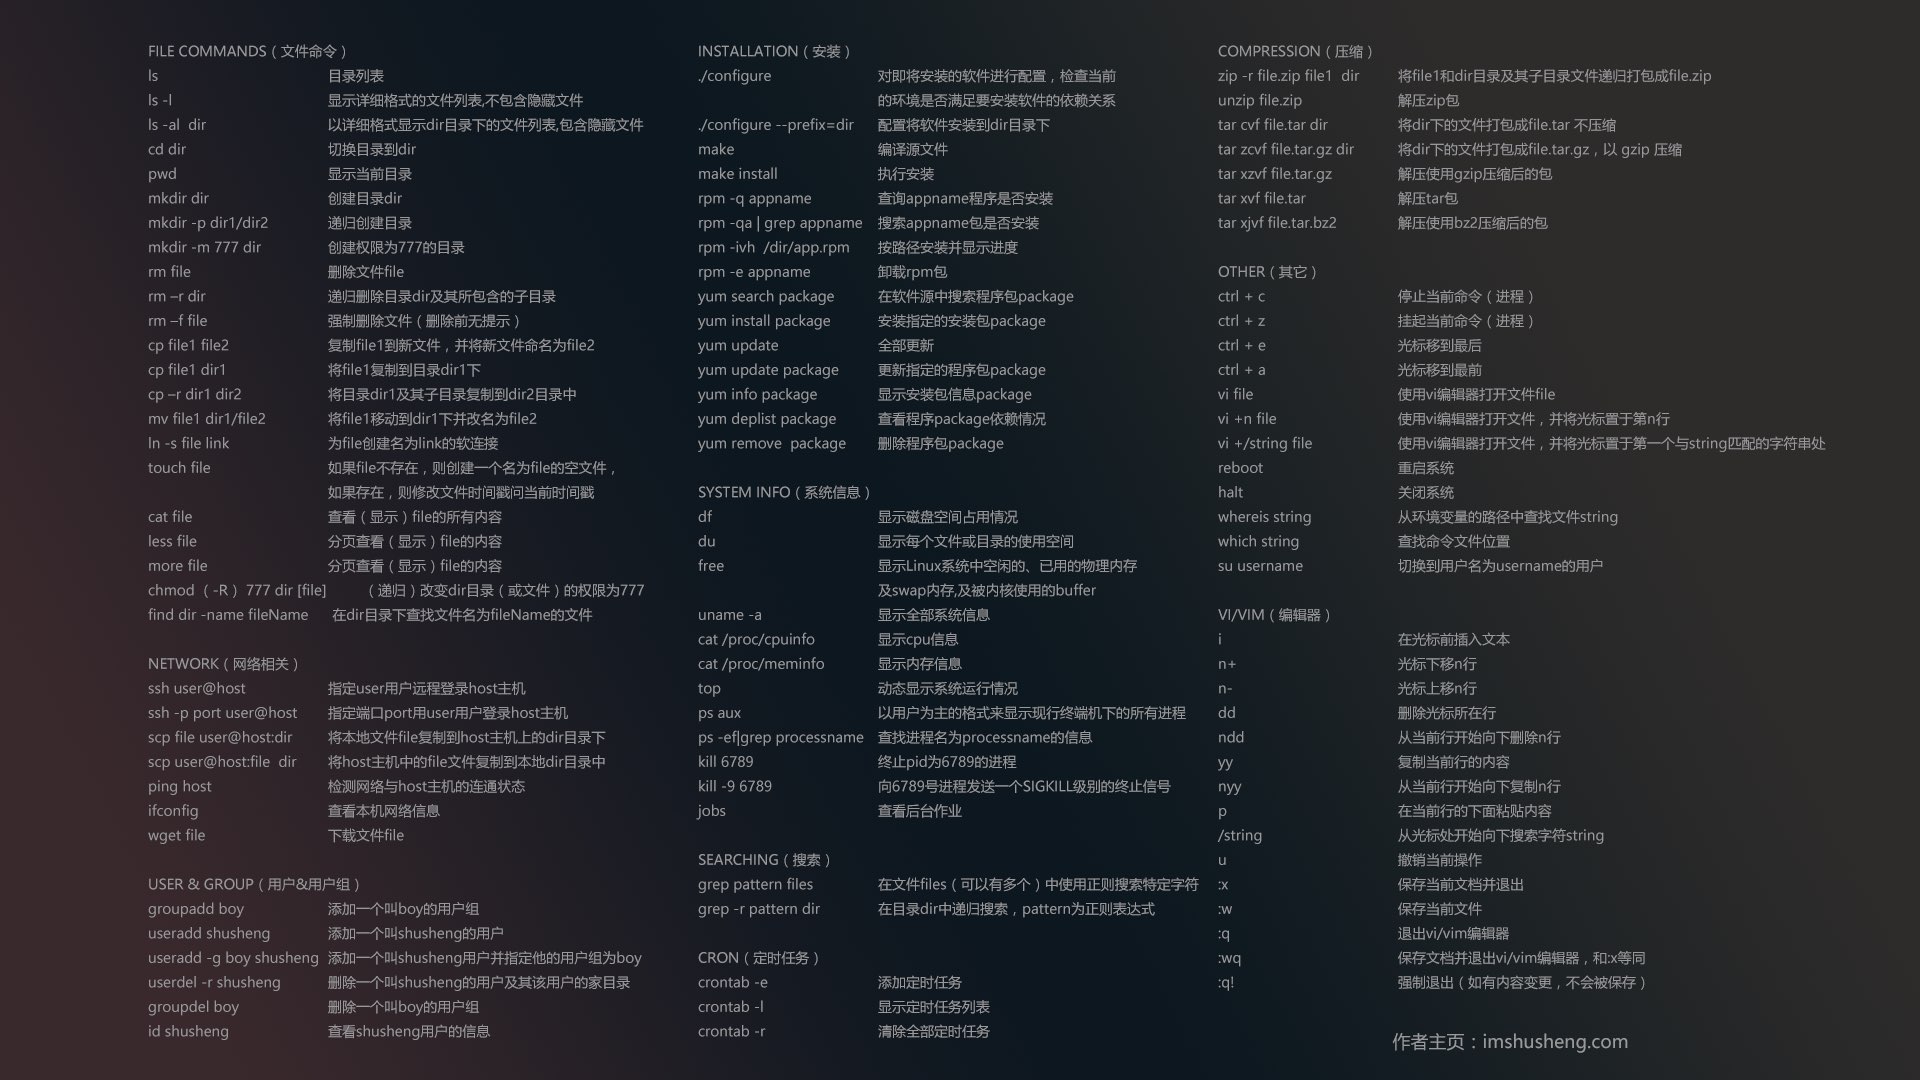 FILE COMMANDS（文件命令）
ls 目录列表
ls -l 显示详细格式的文件列表,不包含隐藏文件
ls -al  dir 以详细格式显示dir目录下的文件列表,包含隐藏文件
cd dir 切换目录到dir
pwd 显示当前目录
mkdir dir 创建目录dir
mkdir -p dir1/dir2 递归创建目录
mkdir -m 777 dir 创建权限为777的目录
rm file 删除文件file
rm –r dir 递归删除目录dir及其所包含的子目录
rm –f file 强制删除文件（删除前无提示）
cp file1 file2 复制file1到新文件，并将新文件命名为file2
cp file1 dir1 将file1复制到目录dir1下
cp –r dir1 dir2 将目录dir1及其子目录复制到dir2目录中
mv file1 dir1/file2 将file1移动到dir1下并改名为file2
ln -s file link 为file创建名为link的软连接
touch file 如果file不存在，则创建一个名为file的空文件，
如果存在，则修改文件时间戳问当前时间戳
cat file 查看（显示）file的所有内容
less file 分页查看（显示）file的内容
more file 分页查看（显示）file的内容
chmod（-R）777 dir [file] （递归）改变dir目录（或文件）的权限为777
find dir -name fileName 在dir目录下查找文件名为fileName的文件
NETWORK（网络相关）
ssh user@host 指定user用户远程登录host主机
ssh -p port user@host 指定端口port用user用户登录host主机
scp file user@host:dir 将本地文件file复制到host主机上的dir目录下
scp user@host:file  dir 将host主机中的file文件复制到本地dir目录中
ping host 检测网络与host主机的连通状态
ifconfig 查看本机网络信息
wget file 下载文件file
USER & GROUP（用户&用户组）
groupadd boy 添加一个叫boy的用户组
useradd shusheng 添加一个叫shusheng的用户
useradd -g boy shusheng 添加一个叫shusheng用户并指定他的用户组为boy
userdel -r shusheng 删除一个叫shusheng的用户及其该用户的家目录
groupdel boy 删除一个叫boy的用户组
id shusheng 查看shusheng用户的信息
INSTALLATION（安装）
./configure 对即将安装的软件进行配置，检查当前
的环境是否满足要安装软件的依赖关系
./configure --prefix=dir 配置将软件安装到dir目录下
make 编译源文件
make install 执行安装
rpm -q appname 查询appname程序是否安装
rpm -qa | grep appname 搜索appname包是否安装
rpm -ivh  /dir/app.rpm 按路径安装并显示进度
rpm -e appname 卸载rpm包
yum search package 在软件源中搜索程序包package
yum install package 安装指定的安装包package
yum update 全部更新
yum update package 更新指定的程序包package
yum info package 显示安装包信息package
yum deplist package 查看程序package依赖情况
yum remove  package 删除程序包package
SYSTEM INFO（系统信息）
df 显示磁盘空间占用情况
du 显示每个文件或目录的使用空间
free 显示Linux系统中空闲的、已用的物理内存
及swap内存,及被内核使用的buffer
uname -a 显示全部系统信息
cat /proc/cpuinfo 显示cpu信息
cat /proc/meminfo 显示内存信息
top 动态显示系统运行情况
ps aux 以用户为主的格式来显示现行终端机下的所有进程
ps -ef|grep processname 查找进程名为processname的信息
kill 6789 终止pid为6789的进程
kill -9 6789 向6789号进程发送一个SIGKILL级别的终止信号
jobs 查看后台作业
SEARCHING（搜索）
grep pattern files 在文件files（可以有多个）中使用正则搜索特定字符
grep -r pattern dir 在目录dir中递归搜索，pattern为正则表达式
CRON（定时任务）
crontab -e 添加定时任务
crontab -l 显示定时任务列表
crontab -r 清除全部定时任务
COMPRESSION（压缩）
zip -r file.zip file1  dir 将file1和dir目录及其子目录文件递归打包成file.zip
unzip file.zip 解压zip包
tar cvf file.tar dir 将dir下的文件打包成file.tar 不压缩
tar zcvf file.tar.gz dir 将dir下的文件打包成file.tar.gz，以 gzip 压缩
tar xzvf file.tar.gz 解压使用gzip压缩后的包
tar xvf file.tar 解压tar包
tar xjvf file.tar.bz2 解压使用bz2压缩后的包
OTHER（其它）
ctrl + c 停止当前命令（进程）
ctrl + z 挂起当前命令（进程）
ctrl + e 光标移到最后
ctrl + a 光标移到最前
vi file 使用vi编辑器打开文件file
vi +n file 使用vi编辑器打开文件，并将光标置于第n行
vi +/string file 使用vi编辑器打开文件，并将光标置于第一个与string匹配的字符串处
reboot 重启系统
halt 关闭系统
whereis string 从环境变量的路径中查找文件string
which string 查找命令文件位置
su username 切换到用户名为username的用户
VI/VIM（编辑器）
i 在光标前插入文本
n+ 光标下移n行
n- 光标上移n行
dd 删除光标所在行
ndd 从当前行开始向下删除n行
yy 复制当前行的内容
nyy 从当前行开始向下复制n行
p 在当前行的下面粘贴内容
/string 从光标处开始向下搜索字符string
u 撤销当前操作
:x 保存当前文档并退出
:w 保存当前文件
:q 退出vi/vim编辑器
:wq 保存文档并退出vi/vim编辑器，和:x等同
:q! 强制退出（如有内容变更，不会被保存）
作者主页：imshusheng.com